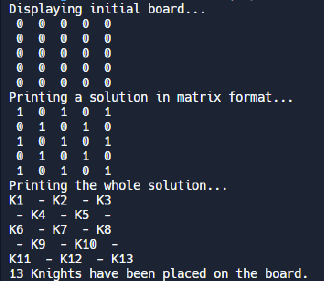 Displaying initial board...
0 0 0 0 0
0 0 0 0 0
0 0 0 0 0
0 0 0 0 0
0 0 0 0 0
Printing a solution in matrix format...
1 0 1 0 1
0 1 0 1 0
1 0 1 0 1
0 1 0 1 0
1 0 1 0 1
Printing the whole solution...
K1 - K2 - K3
- K4 - K5 -
K6 - K7 - K8
- K9 - K10 -
K11 - K12 - K13
13 Knights have been placed on the board.